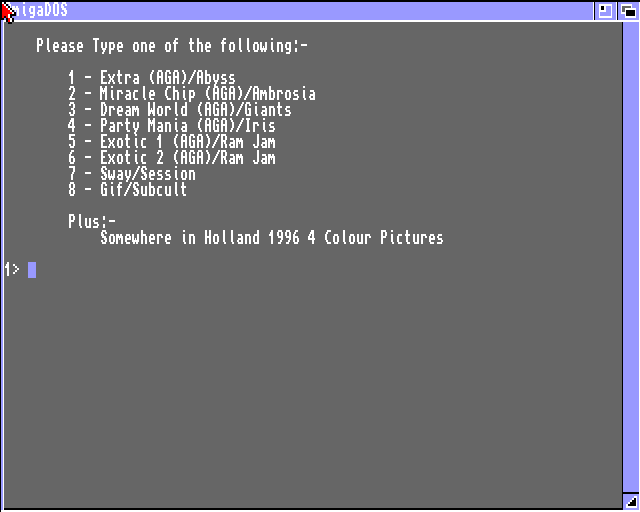 AmigaDOS
Please Type one of the following:-
1 - Extra (AGA)/Abyss
2 - Miracle Chip (AGA)/Ambrosia
3 - Dream World (AGA)/Giants
4 - Party Mania (AGA)/Iris
5 - Exotic 1 (AGA)/Ram Jam
6 - Exotic 2 (AGA)/Ram Jam
7 - Sway/Session
8 - Gif/Subcult
Plus:-
Somewhere in Holland 1996 4 Colour Pictures
1>